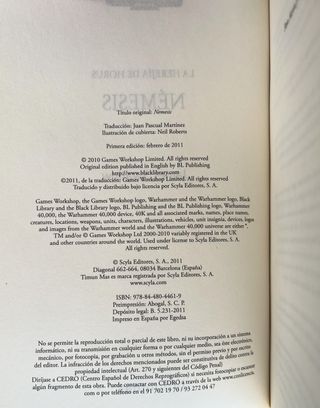 LA HEREJÍA DE HORUS
NÉMESIS
Título original: Nemesis
Traducción: Juan Pascual Martínez
Ilustración de cubierta: Neil Roberts
Primera edición: febrero de 2011
© 2010 Games Workshop Limited. All rights reserved
Original edition published in English by BL Publishing
http://www.blacklibrary.com
©2011, de la traducción: Games Workshop Limited. All rights reserved
Traducido y distribuido bajo licencia por Scyla Editores, S. A.
Games Workshop, the Games Workshop logo, Warhammer and the Warhammer logo, Black
Library and the Black Library logo, BL Publishing and the BL Publishing logo, Warhammer
40,000, the Warhammer 40,000 device, 40K and all associated marks, names, place names,
creatures, locations, weapons, units, characters, illustrations, vehicles, unit insignia, devices, logos
and images from the Warhammer world and the Warhammer 40,000 universe are either ®,
TM and/or © Games Workshop Ltd 2000-2010 variably registered in the UK
and other countries around the world. Used under license to Scyla Editores.
All rights reserved.
© Scyla Editores, S. A., 2011
Diagonal 662-664, 08034 Barcelona (España)
Timun Mas es marca registrada por Scyla Editores, S. A.
ISBN: 978-84-480-4461-9
Preimpresión: Abogal, S. C. P.
Depósito legal: B. 5.231-2011
Impreso en España por Egedsa
No se permite la reproducción total o parcial de este libro, ni su incorporación a un sistema
informático, ni su transmisión en cualquier forma o por cualquier medio, sea éste electrónico,
mecánico, por fotocopia, por grabación u otros métodos, sin el permiso previo y por escrito
del editor. La infracción de los derechos mencionados puede ser constitutiva de delito contra la
propiedad intelectual (Art. 270 y siguientes del Código Penal)
Diríjase a CEDRO (Centro Español de Derechos Reprográficos) si necesita fotocopiar o escanear
algún fragmento de esta obra. Puede contactar con CEDRO a través de la web www.conlicencia.
com o por teléfono en el 91 702 19 70 / 93 272 04 47